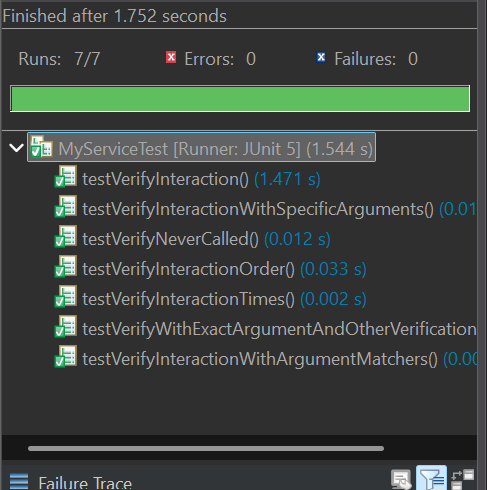 Finished after 1.752 seconds
Runs: 7/7 Errors: 0 Failures: 0
MyServiceTest [Runner: JUnit 5] (1.544 s)
testVerifyInteraction() (1.471 s)
testVerifyInteractionWithSpecificArguments() (0.01
testVerifyNeverCalled() (0.012 s)
testVerifyInteractionOrder() (0.033 s)
testVerifyInteractionTimes() (0.002 s)
testVerifyWithExactArgumentAndOtherVerification
testVerifyInteractionWithArgumentMatchers() (0.00
Failure Trace